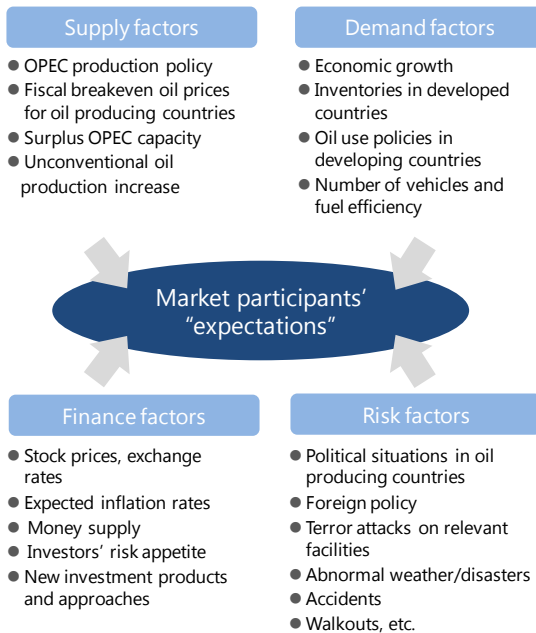 Supply factors
● OPEC production policy
● Fiscal breakeven oil prices
for oil producing countries
● Surplus OPEC capacity
● Unconventional oil
production increase
Demand factors
● Economic growth
● Inventories in developed
countries
● Oil use policies in
developing countries
● Number of vehicles and
fuel efficiency
Market participants’
“expectations”
Finance factors
● Stock prices, exchange
rates
● Expected inflation rates
● Money supply
● Investors’ risk appetite
● New investment products
and approaches
Risk factors
● Political situations in oil
producing countries
● Foreign policy
● Terror attacks on relevant
facilities
● Abnormal weather/disasters
● Accidents
● Walkouts, etc.